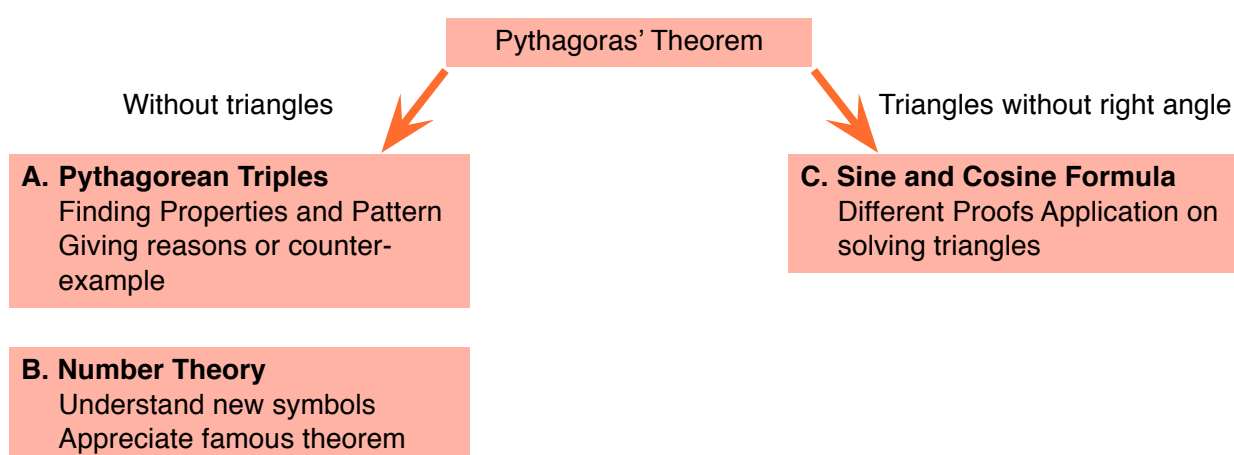 Pythagoras’ Theorem
Without triangles
Triangles without right angle
A. Pythagorean Triples
Finding Properties and Pattern
Giving reasons or counter-
example
C. Sine and Cosine Formula
Different Proofs Application on
solving triangles
B. Number Theory
Understand new symbols
Appreciate famous theorem